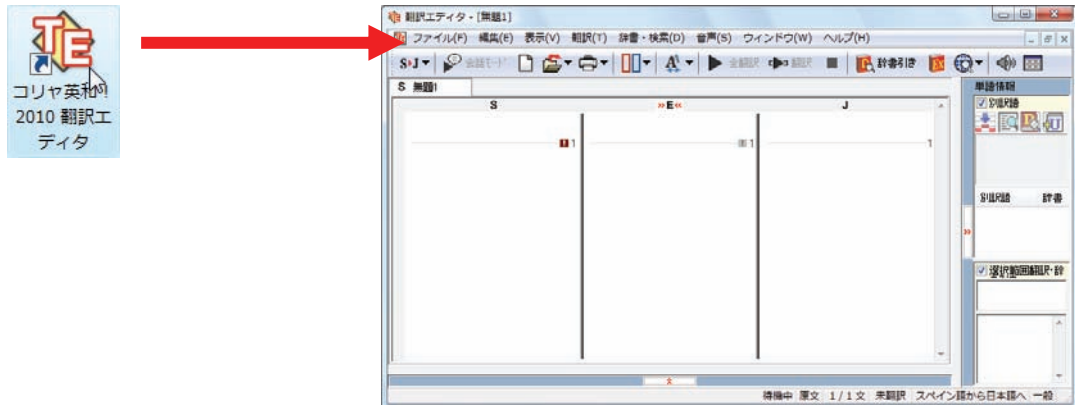 コリャ英和!
2010 翻訳エ
ディタ
翻訳エディタ - [無題1]
ファイル(F) 編集(E) 表示(V) 翻訳(T) 辞書・検索(D) 音声(S) ウィンドウ(W) ヘルプ(H)
S›J 会話モード 全翻訳 翻訳 辞書引き
S 無題1
S »E« J
1 1 1
単語情報
別訳語
別訳語 辞書
選択範囲翻訳・辞
待機中 原文 1/1文 未翻訳 スペイン語から日本語へ 一般